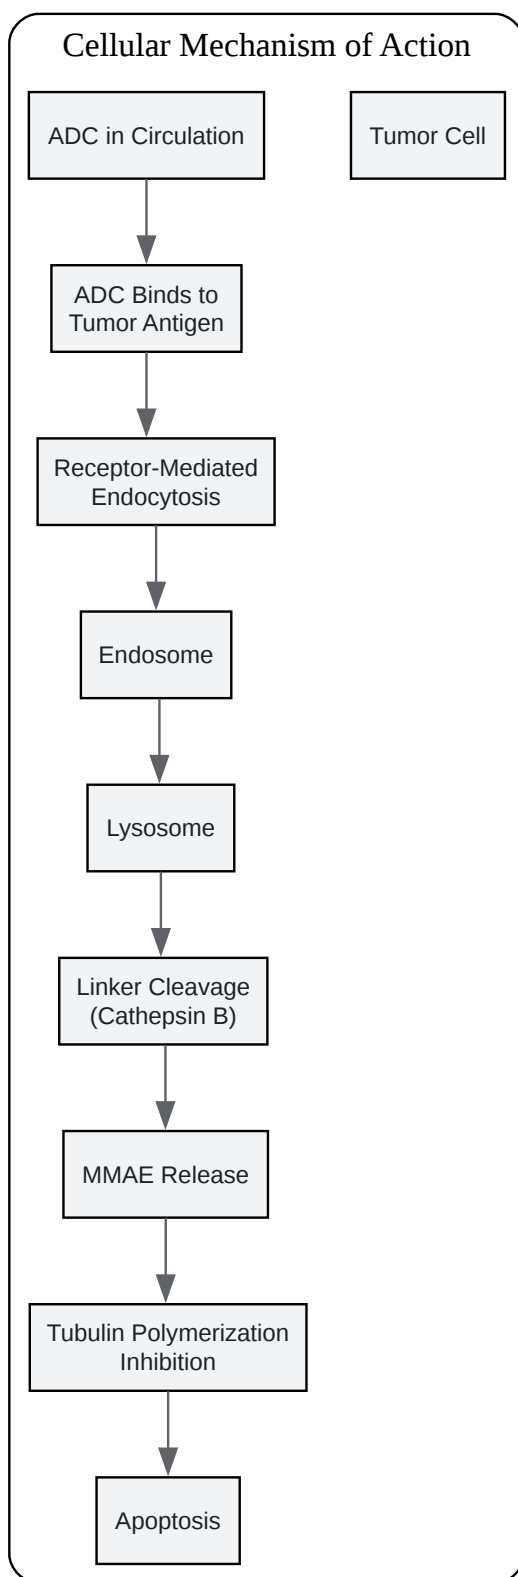 Cellular Mechanism of Action
ADC in Circulation
Tumor Cell
ADC Binds to
Tumor Antigen
Receptor-Mediated
Endocytosis
Endosome
Lysosome
Linker Cleavage
(Cathepsin B)
MMAE Release
Tubulin Polymerization
Inhibition
Apoptosis